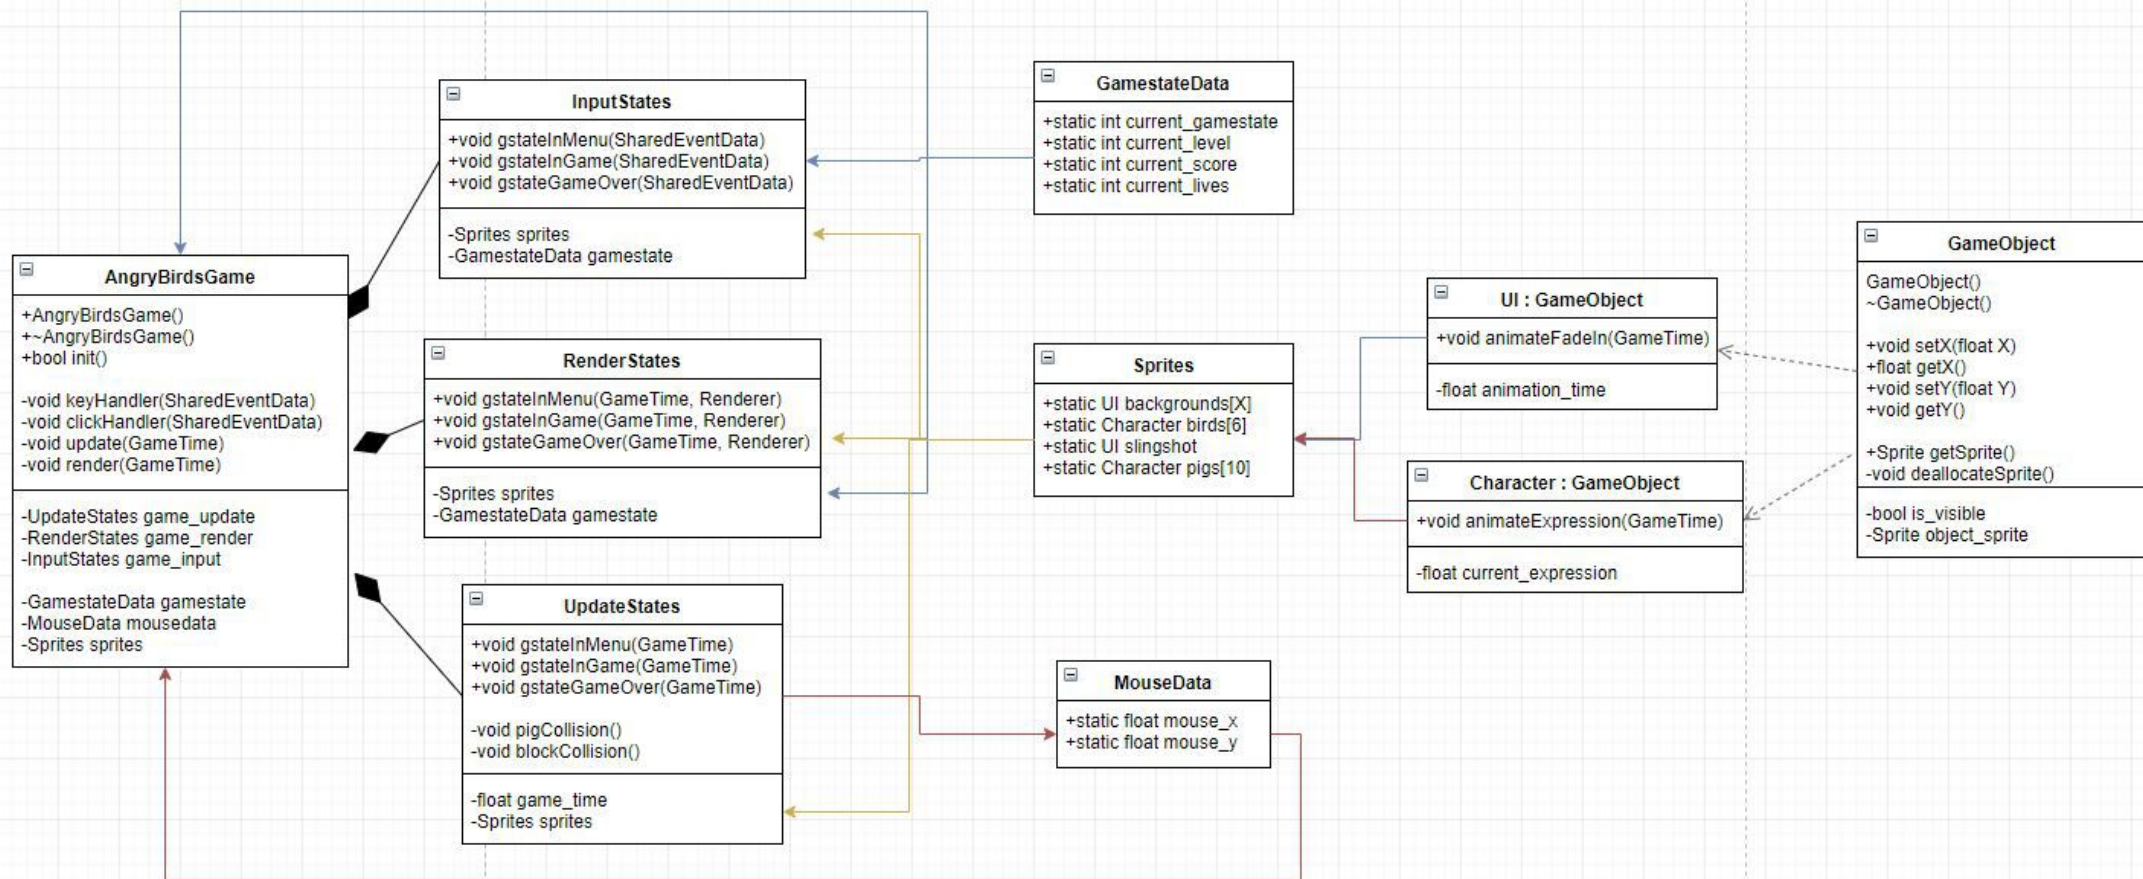 InputStates
+void gstateInMenu(SharedEventData)
+void gstateInGame(SharedEventData)
+void gstateGameOver(SharedEventData)
-Sprites sprites
-GamestateData gamestate
GamestateData
+static int current_gamestate
+static int current_level
+static int current_score
+static int current_lives
AngryBirdsGame
+AngryBirdsGame()
+~AngryBirdsGame()
+bool init()
-void keyHandler(SharedEventData)
-void clickHandler(SharedEventData)
-void update(GameTime)
-void render(GameTime)
-UpdateStates game_update
-RenderStates game_render
-InputStates game_input
-GamestateData gamestate
-MouseData mousedata
-Sprites sprites
RenderStates
+void gstateInMenu(GameTime, Renderer)
+void gstateInGame(GameTime, Renderer)
+void gstateGameOver(GameTime, Renderer)
-Sprites sprites
-GamestateData gamestate
Sprites
+static UI backgrounds[X]
+static Character birds[6]
+static UI slingshot
+static Character pigs[10]
UI : GameObject
+void animateFadeIn(GameTime)
-float animation_time
Character : GameObject
+void animateExpression(GameTime)
-float current_expression
GameObject
GameObject()
~GameObject()
+void setX(float X)
+float getX()
+void setY(float Y)
+void getY()
+Sprite getSprite()
-void deallocateSprite()
-bool is_visible
-Sprite object_sprite
UpdateStates
+void gstateInMenu(GameTime)
+void gstateInGame(GameTime)
+void gstateGameOver(GameTime)
-void pigCollision()
-void blockCollision()
-float game_time
-Sprites sprites
MouseData
+static float mouse_x
+static float mouse_y